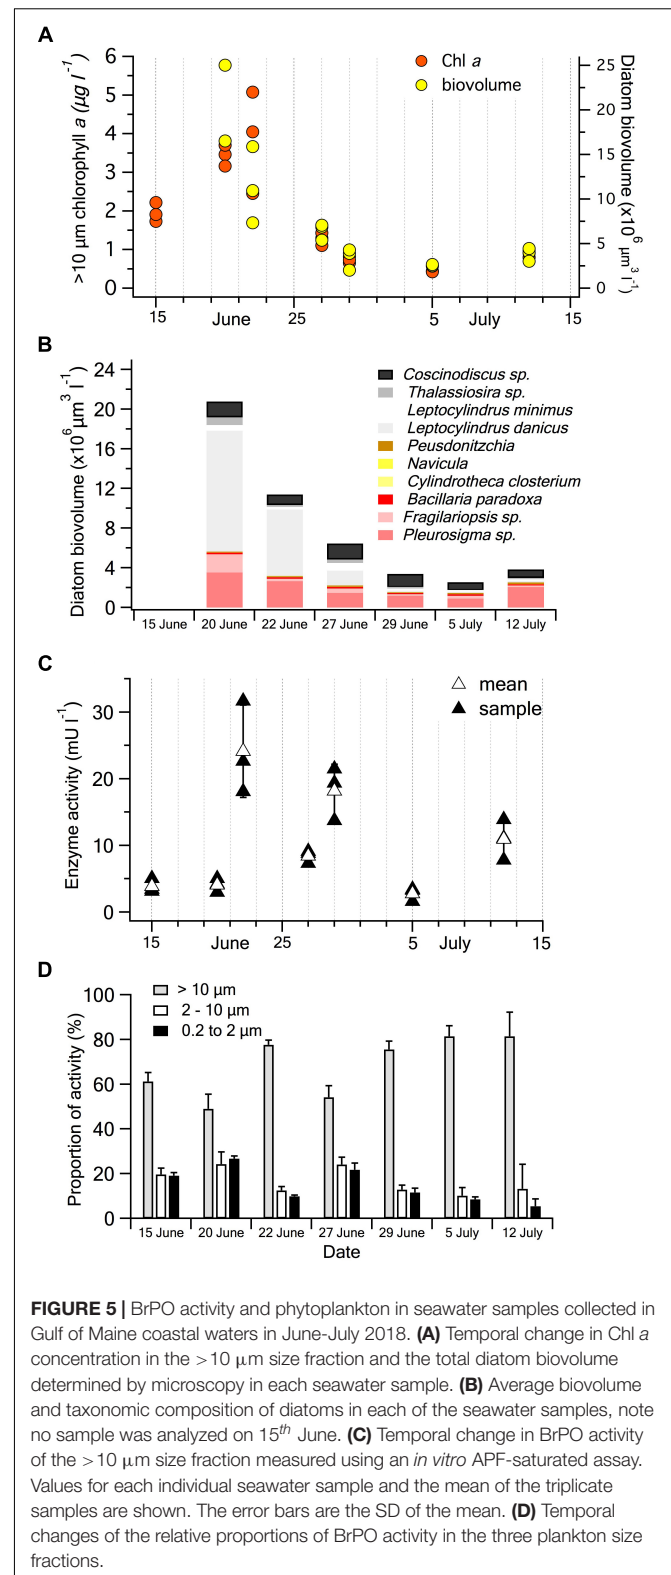 A
>10 µm chlorophyll a (µg l⁻¹)
6
5
4
3
2
1
0
Chl a
biovolume
25
20
15
10
5
0
Diatom biovolume (x10⁶ µm³ l⁻¹)
15
June
25
5
July
15
B
Diatom biovolume (x10⁶ µm³ l⁻¹)
24
20
16
12
8
4
0
Coscinodiscus sp.
Thalassiosira sp.
Leptocylindrus minimus
Leptocylindrus danicus
Peusdonitzchia
Navicula
Cylindrotheca closterium
Bacillaria paradoxa
Fragilariopsis sp.
Pleurosigma sp.
15 June
20 June
22 June
27 June
29 June
5 July
12 July
C
Enzyme activity (mU l⁻¹)
30
20
10
0
mean
sample
15
June
25
5
July
15
D
Proportion of activity (%)
100
80
60
40
20
0
> 10 µm
2 - 10 µm
0.2 to 2 µm
15 June
20 June
22 June
27 June
29 June
5 July
12 July
Date
FIGURE 5 | BrPO activity and phytoplankton in seawater samples collected in
Gulf of Maine coastal waters in June-July 2018. (A) Temporal change in Chl a
concentration in the >10 µm size fraction and the total diatom biovolume
determined by microscopy in each seawater sample. (B) Average biovolume
and taxonomic composition of diatoms in each of the seawater samples, note
no sample was analyzed on 15th June. (C) Temporal change in BrPO activity
of the >10 µm size fraction measured using an in vitro APF-saturated assay.
Values for each individual seawater sample and the mean of the triplicate
samples are shown. The error bars are the SD of the mean. (D) Temporal
changes of the relative proportions of BrPO activity in the three plankton size
fractions.